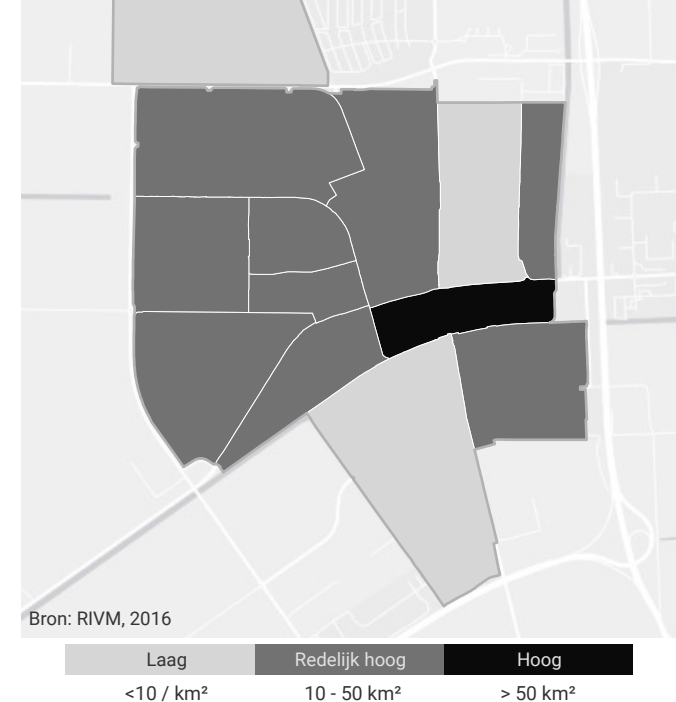 Bron: RIVM, 2016
Laag Redelijk hoog Hoog
<10 / km² 10 - 50 km² > 50 km²